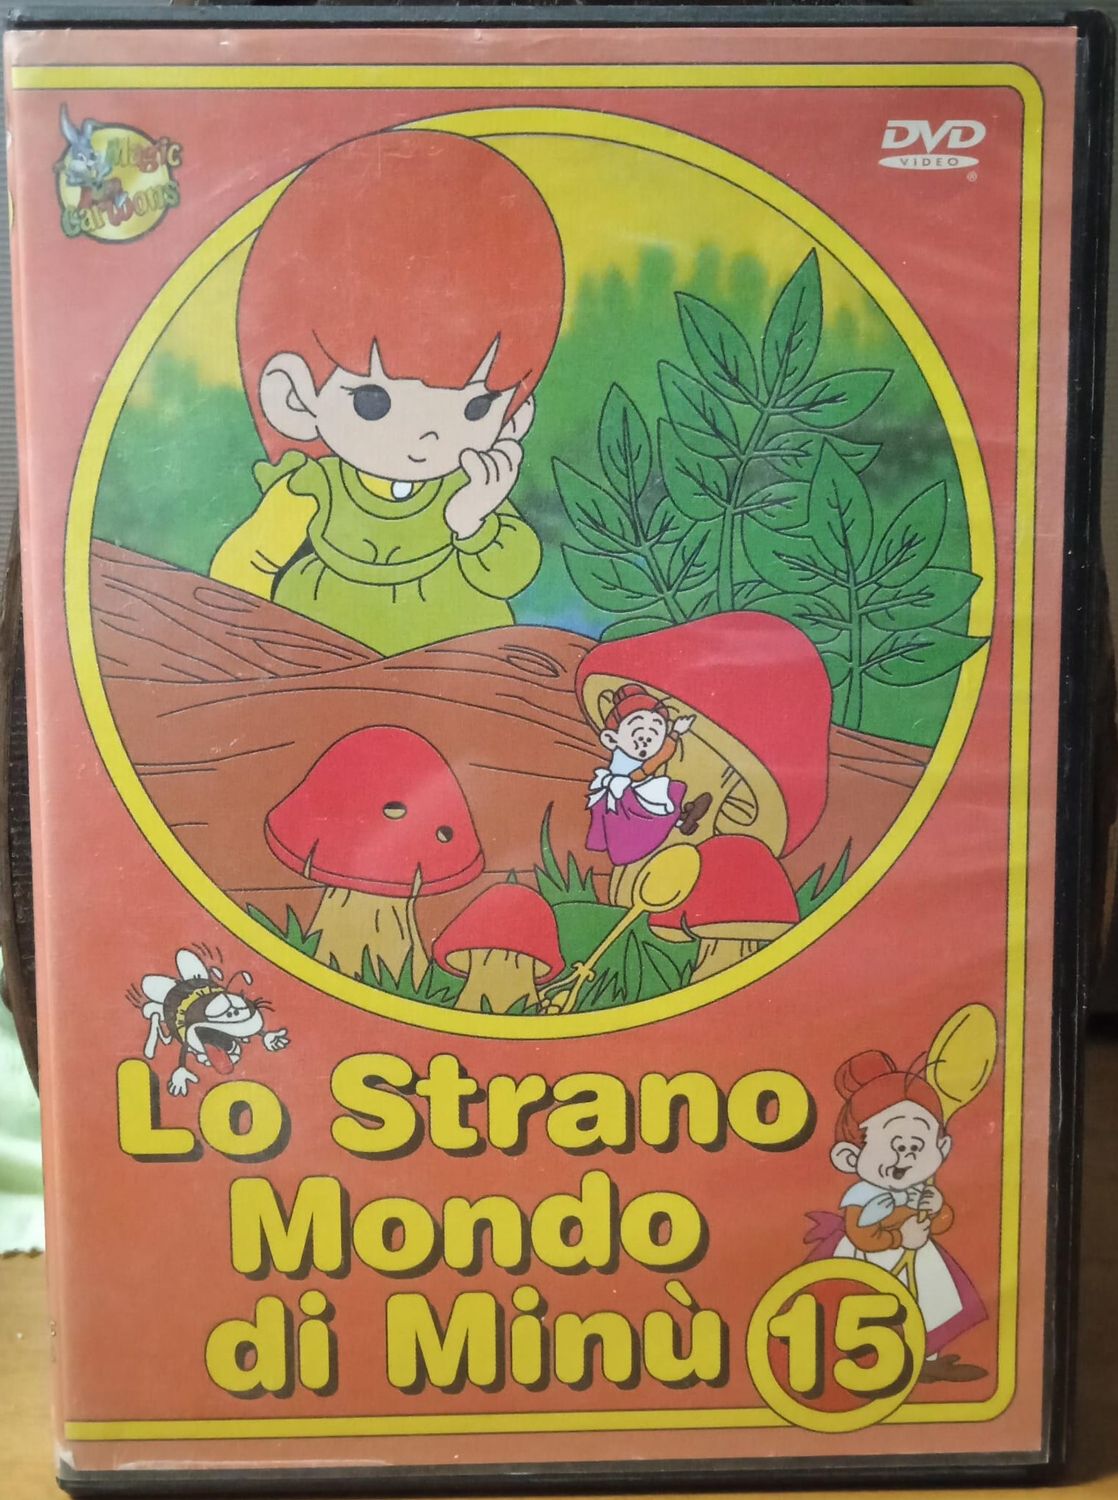 Magic
Cartoons
DVD
VIDEO
®
Lo Strano
Mondo
di Minù
15